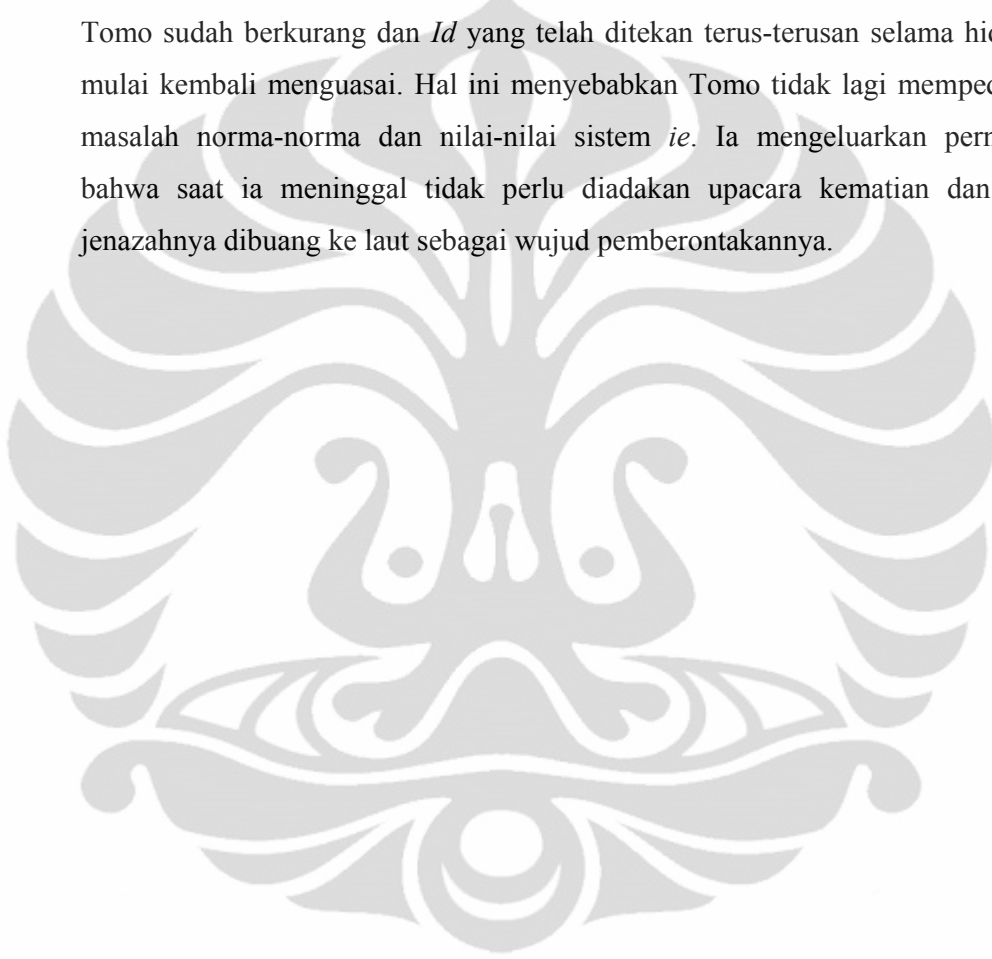 Tomo sudah berkurang dan Id yang telah ditekan terus-terusan selama
mulai kembali menguasai. Hal ini menyebabkan Tomo tidak lagi
masalah norma-norma dan nilai-nilai sistem ie. Ia mengeluarkan
bahwa saat ia meninggal tidak perlu diadakan upacara kematian dan
jenazahnya dibuang ke laut sebagai wujud pemberontakannya.